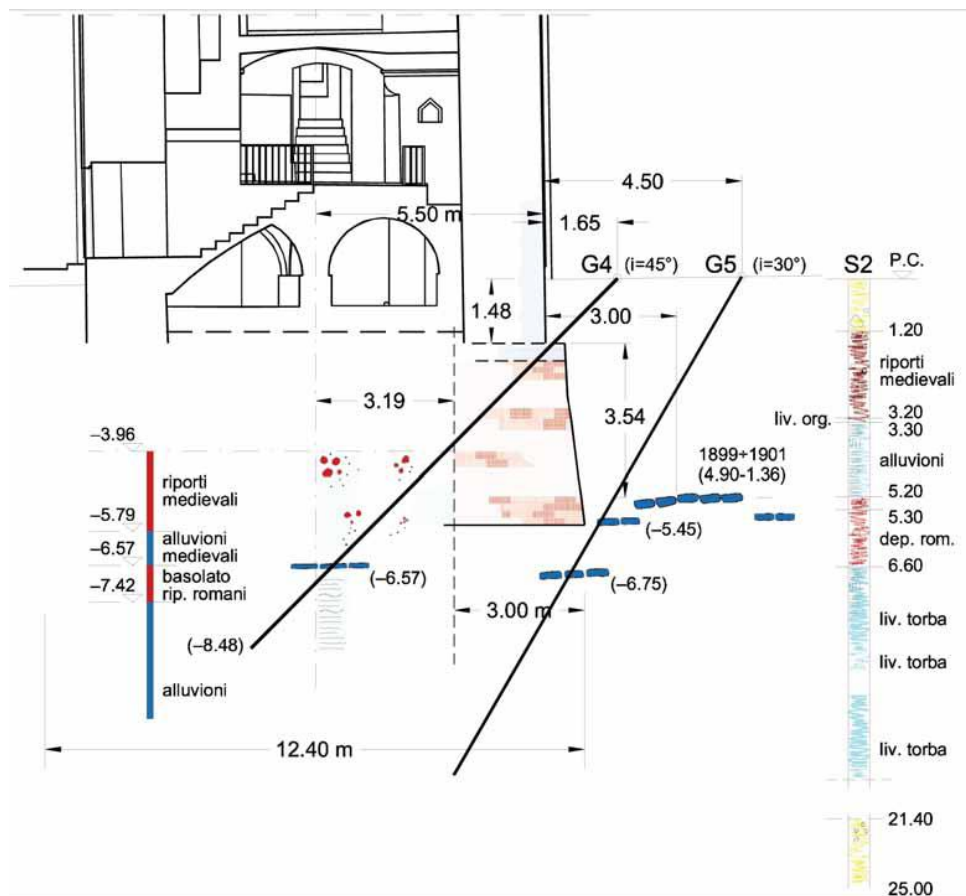 4.50
5.50 m
1.65
G4 (i=45°) G5 (i=30°) S2 P.C.
1.48
3.00
1.20
riporti
medievali
3.19
3.54
liv. org.
3.20
3.30
–3.96
1899÷1901
(4.90-1.36)
alluvioni
riporti
medievali
5.20
–5.79
(–5.45)
5.30
alluvioni
medievali
dep. rom.
–6.57
6.60
basolato
rip. romani
(–6.57)
(–6.75)
–7.42
3.00 m
liv. torba
(–8.48)
liv. torba
alluvioni
12.40 m
liv. torba
21.40
25.00